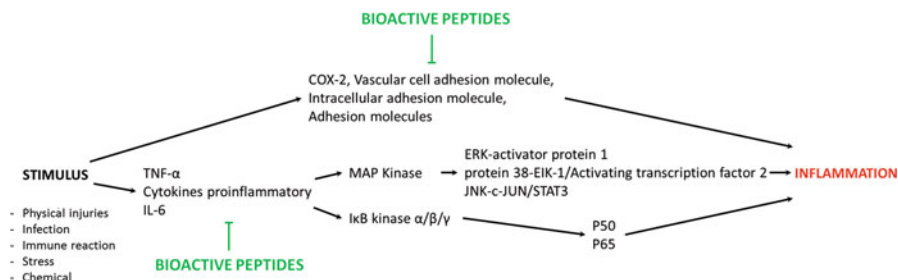 BIOACTIVE PEPTIDES
COX-2, Vascular cell adhesion molecule,
Intracellular adhesion molecule,
Adhesion molecules
STIMULUS
- Physical injuries
- Infection
- Immune reaction
- Stress
- Chemical
TNF-α
Cytokines proinflammatory
IL-6
BIOACTIVE PEPTIDES
MAP Kinase
IκB kinase α/β/γ
ERK-activator protein 1
protein 38-EIK-1/Activating transcription factor 2
JNK-c-JUN/STAT3
P50
P65
INFLAMMATION